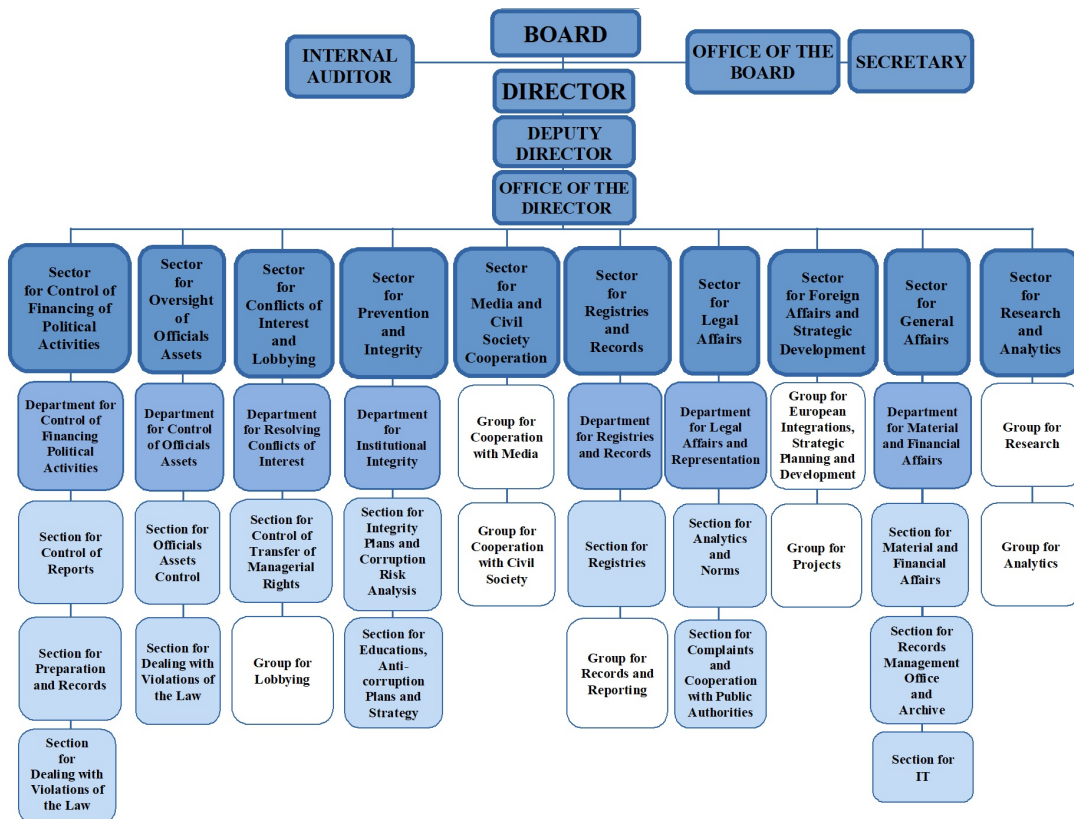 BOARD
INTERNAL
AUDITOR
OFFICE OF THE
BOARD
SECRETARY
DIRECTOR
DEPUTY
DIRECTOR
OFFICE OF THE
DIRECTOR
Sector
for Control of
Financing of
Political
Activities
Sector
for
Oversight
of
Officials
Assets
Sector
for
Conflicts of
Interest
and
Lobbying
Sector
for
Prevention
and
Integrity
Sector
for
Media and
Civil
Society
Cooperation
Sector
for
Registries
and
Records
Sector
for
Legal
Affairs
Sector
for Foreign
Affairs and
Strategic
Development
Sector
for
General
Affairs
Sector
for
Research
and
Analytics
Department for
Control of
Financing
Political
Activities
Department
for Control
of Officials
Assets
Department
for Resolving
Conflicts of
Interest
Department
for
Institutional
Integrity
Group for
Cooperation
with Media
Department
for Registries
and Records
Department
for Legal
Affairs and
Representation
Group for
European
Integrations,
Strategic
Planning and
Development
Department
for Material
and Financial
Affairs
Group for
Research
Section for
Control of
Reports
Section for
Officials
Assets
Control
Section for
Control of
Transfer of
Managerial
Rights
Section for
Integrity
Plans and
Corruption
Risk
Analysis
Group for
Cooperation
with Civil
Society
Section for
Registries
Section for
Analytics
and
Norms
Group for
Projects
Section for
Material and
Financial
Affairs
Group for
Analytics
Section for
Preparation
and Records
Section for
Dealing with
Violations
of the Law
Group for
Lobbying
Section for
Educations,
Anti-
corruption
Plans and
Strategy
Group for
Records and
Reporting
Section for
Complaints
and
Cooperation
with Public
Authorities
Section for
Records
Management
Office
and
Archive
Section
for
Dealing with
Violations of
the Law
Section for
IT